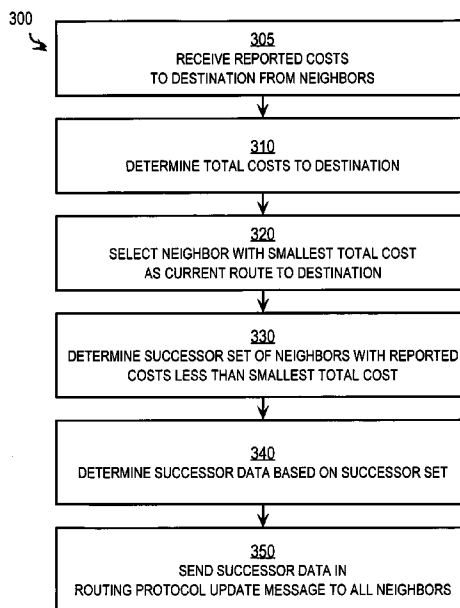 300
305
RECEIVE REPORTED COSTS
TO DESTINATION FROM NEIGHBORS
310
DETERMINE TOTAL COSTS TO DESTINATION
320
SELECT NEIGHBOR WITH SMALLEST TOTAL COST
AS CURRENT ROUTE TO DESTINATION
330
DETERMINE SUCCESSOR SET OF NEIGHBORS WITH REPORTED
COSTS LESS THAN SMALLEST TOTAL COST
340
DETERMINE SUCCESSOR DATA BASED ON SUCCESSOR SET
350
SEND SUCCESSOR DATA IN
ROUTING PROTOCOL UPDATE MESSAGE TO ALL NEIGHBORS